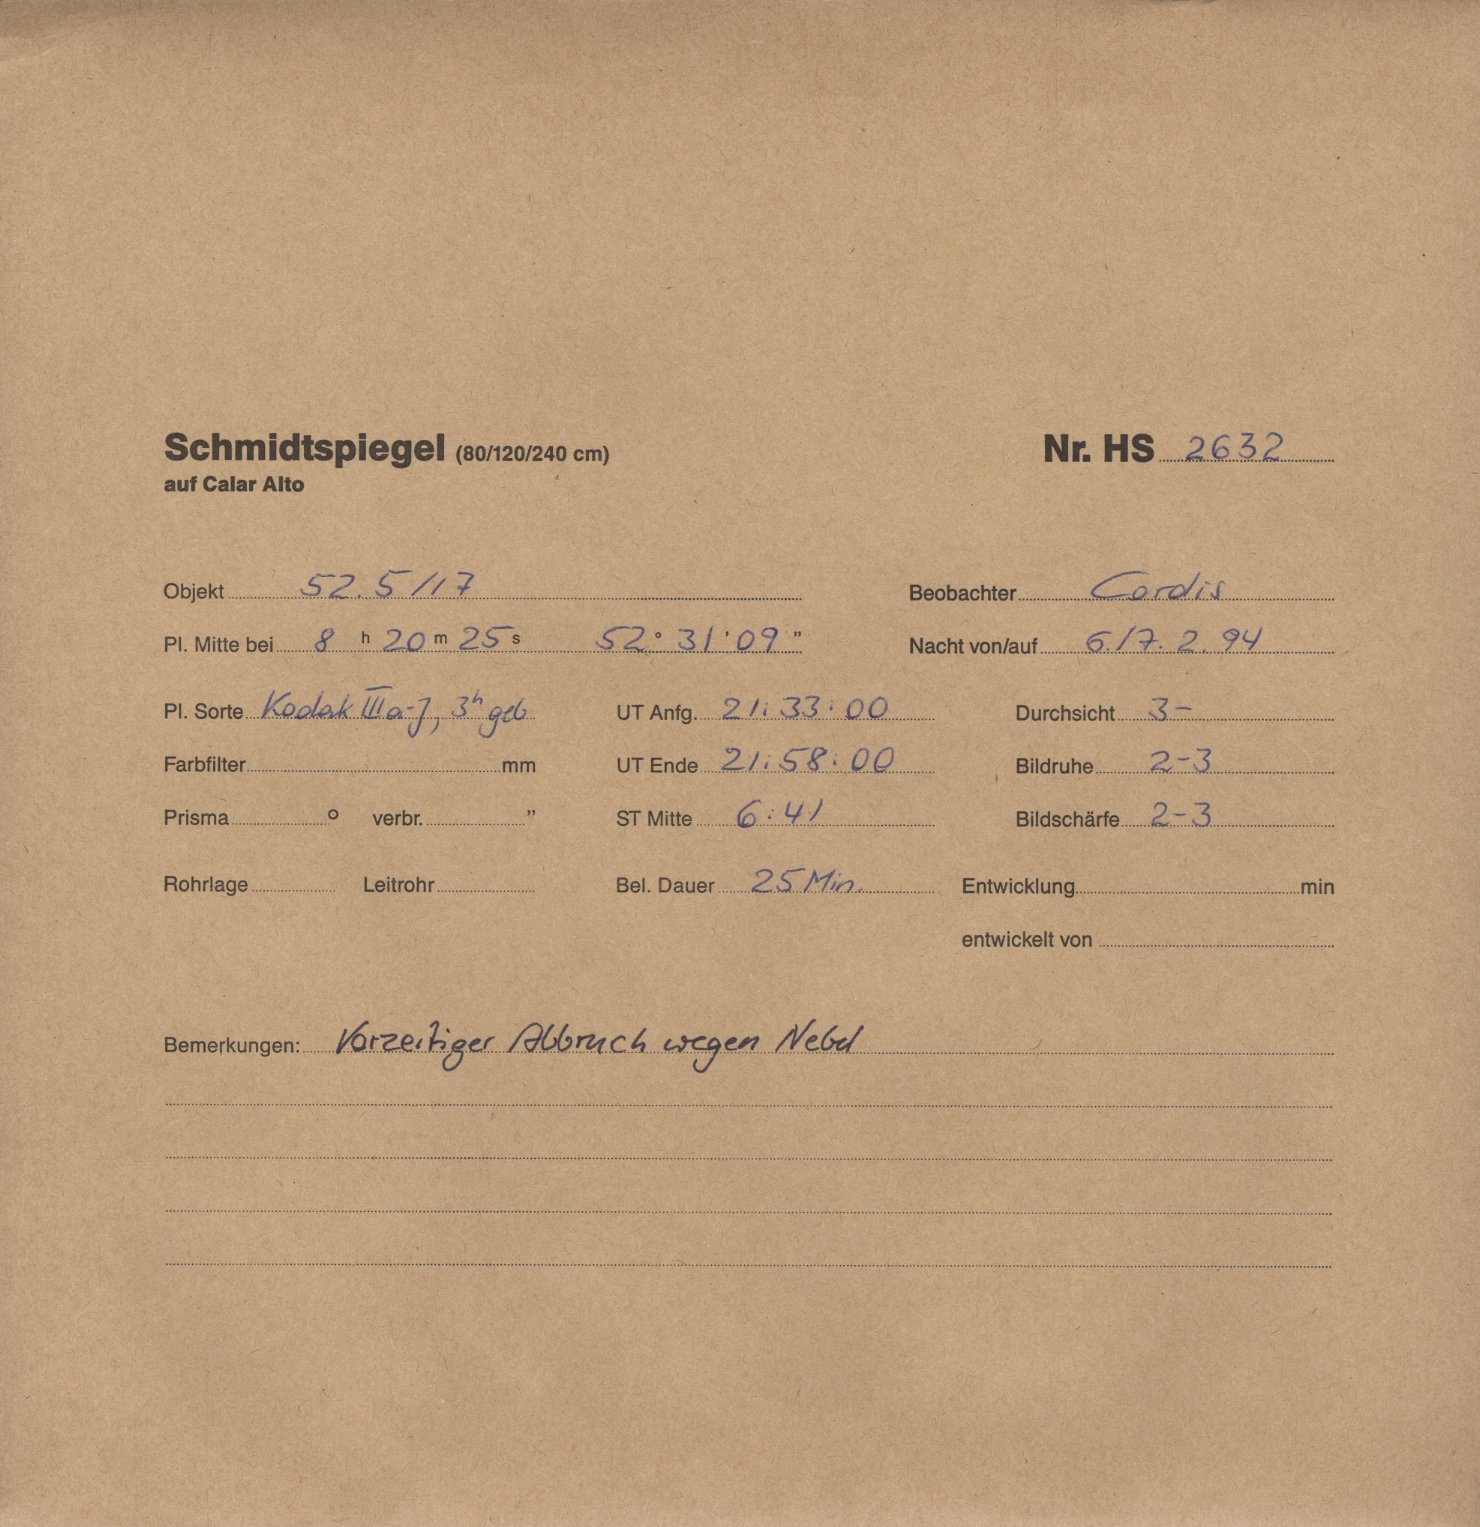 Schmidtspiegel (80/120/240 cm) Nr. HS 2632
auf Calar Alto
Objekt 52.5/17 Beobachter Cordis
Pl. Mitte bei 8 h 20 m 25 s 52° 31' 09" Nacht von/auf 6./7. 2. 94
Pl. Sorte Kodak IIIa-J, 3h geb UT Anfg. 21:33:00 Durchsicht 3-
Farbfilter mm UT Ende 21:58:00 Bildruhe 2-3
Prisma ° verbr. " ST Mitte 6:41 Bildschärfe 2-3
Rohrlage Leitrohr Bel. Dauer 25 Min. Entwicklung min
entwickelt von
Bemerkungen: Vorzeitiger Abbruch wegen Nebel